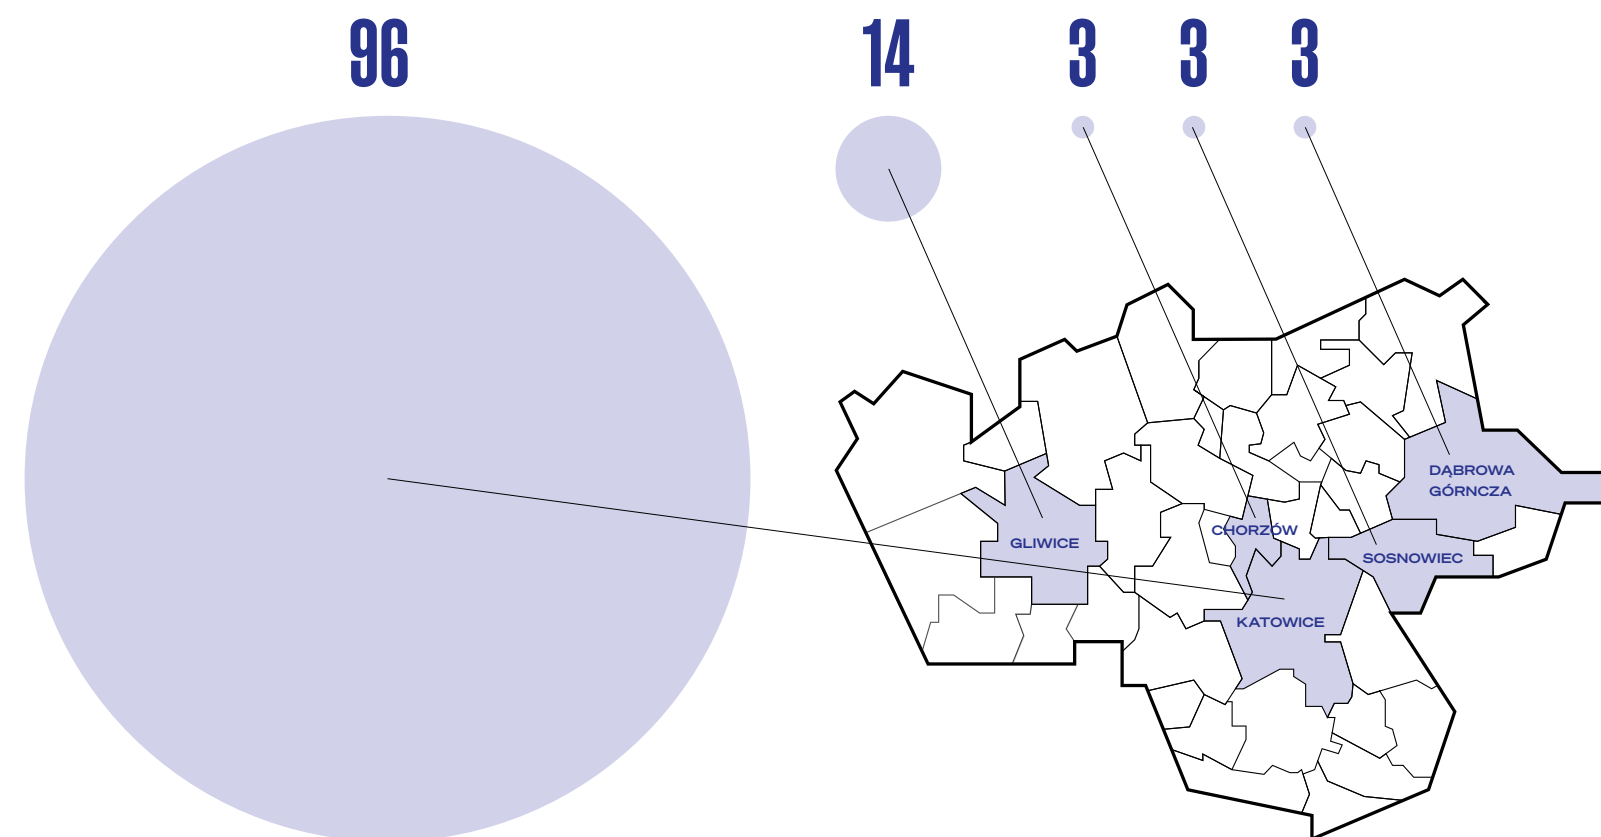 96
14
3
3
3
DĄBROWA
GÓRNCZA
CHORZÓW
GLIWICE
SOSNOWIEC
KATOWICE